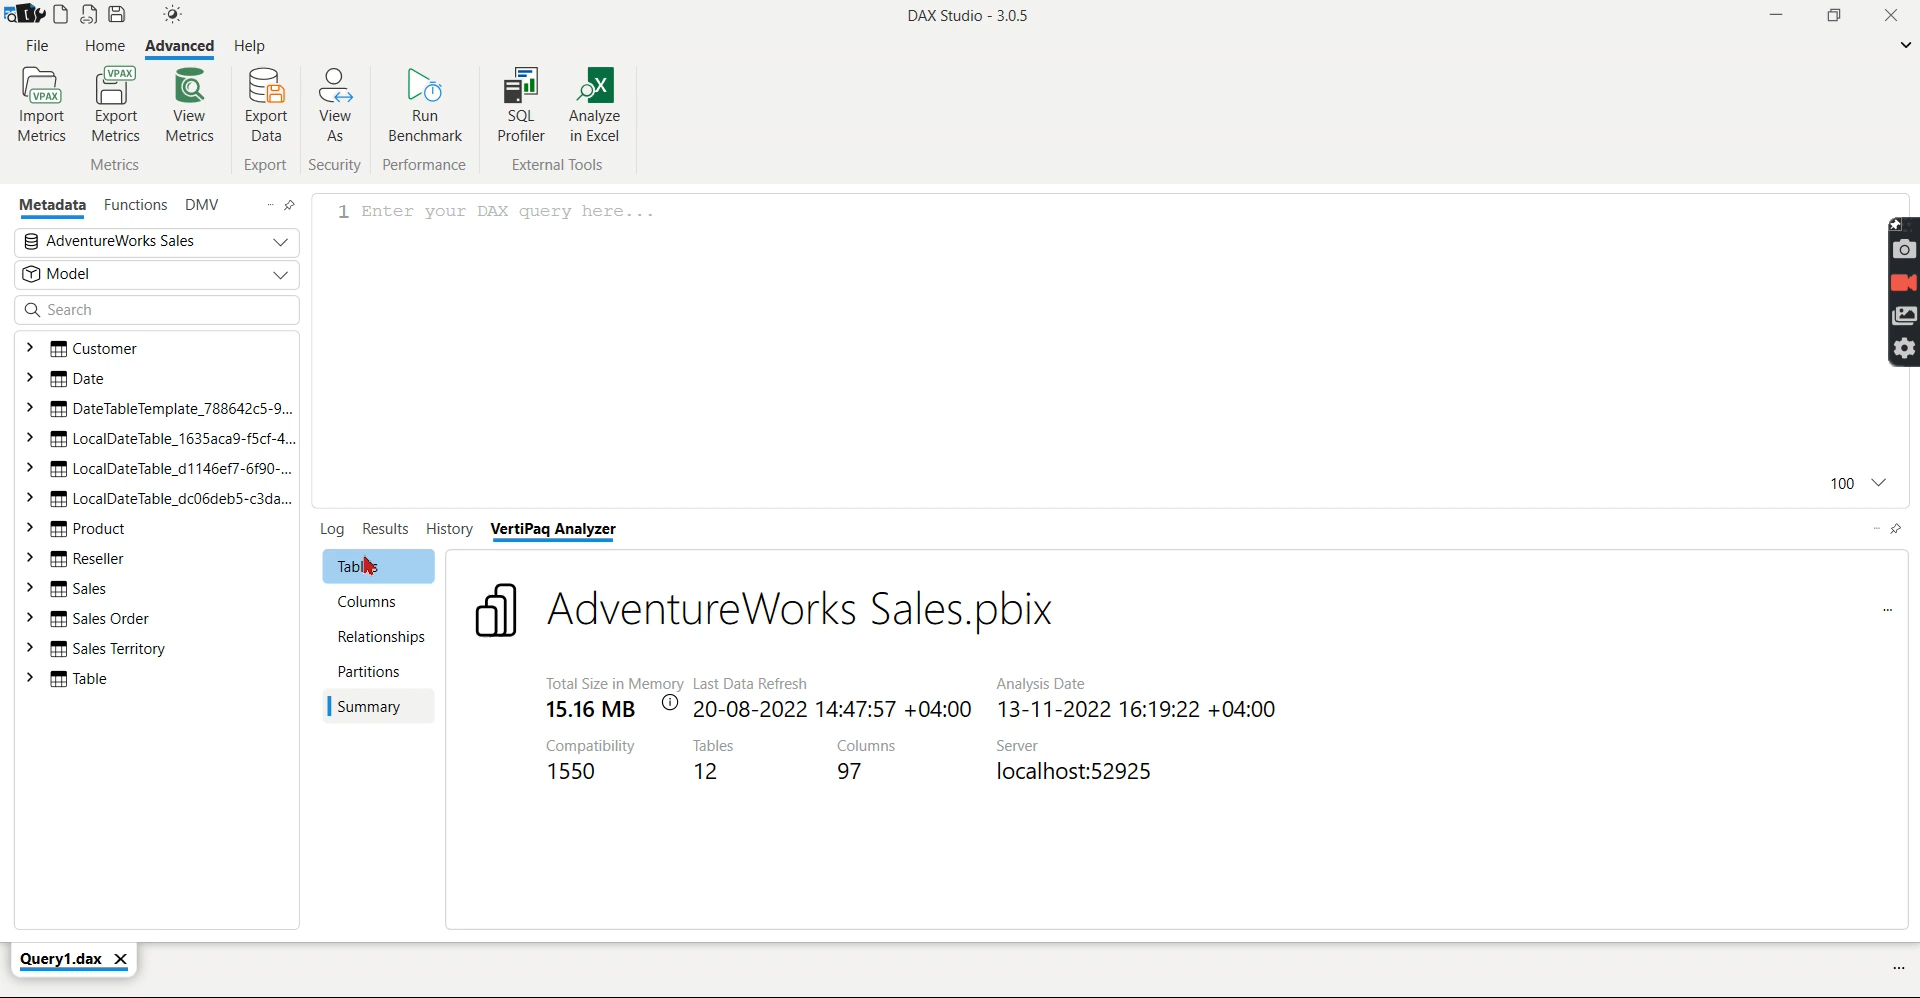 DAX Studio - 3.0.5
File Home Advanced Help
VPAX
VPAX
Import Metrics
Export Metrics
View Metrics
Export Data
View As
Run Benchmark
SQL Profiler
Analyze in Excel
Metrics
Export
Security
Performance
External Tools
Metadata Functions DMV
AdventureWorks Sales
Model
Search
Customer
Date
DateTableTemplate_788642c5-9...
LocalDateTable_1635aca9-f5cf-4...
LocalDateTable_d1146ef7-6f90-...
LocalDateTable_dc06deb5-c3da...
Product
Reseller
Sales
Sales Order
Sales Territory
Table
1 Enter your DAX query here...
100
Log Results History VertiPaq Analyzer
Tables
Columns
Relationships
Partitions
Summary
AdventureWorks Sales.pbix
...
Total Size in Memory Last Data Refresh Analysis Date
15.16 MB 20-08-2022 14:47:57 +04:00 13-11-2022 16:19:22 +04:00
Compatibility Tables Columns Server
1550 12 97 localhost:52925
Query1.dax
...